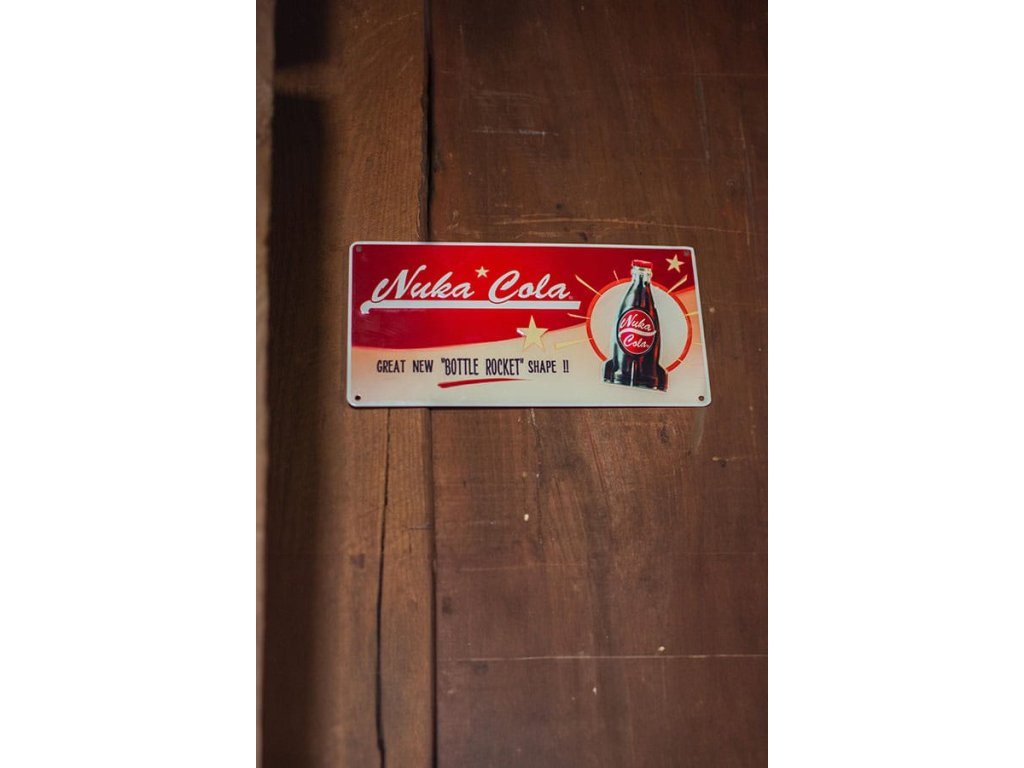 Nuka Cola
GREAT NEW "BOTTLE ROCKET" SHAPE !!
Nuka
Cola